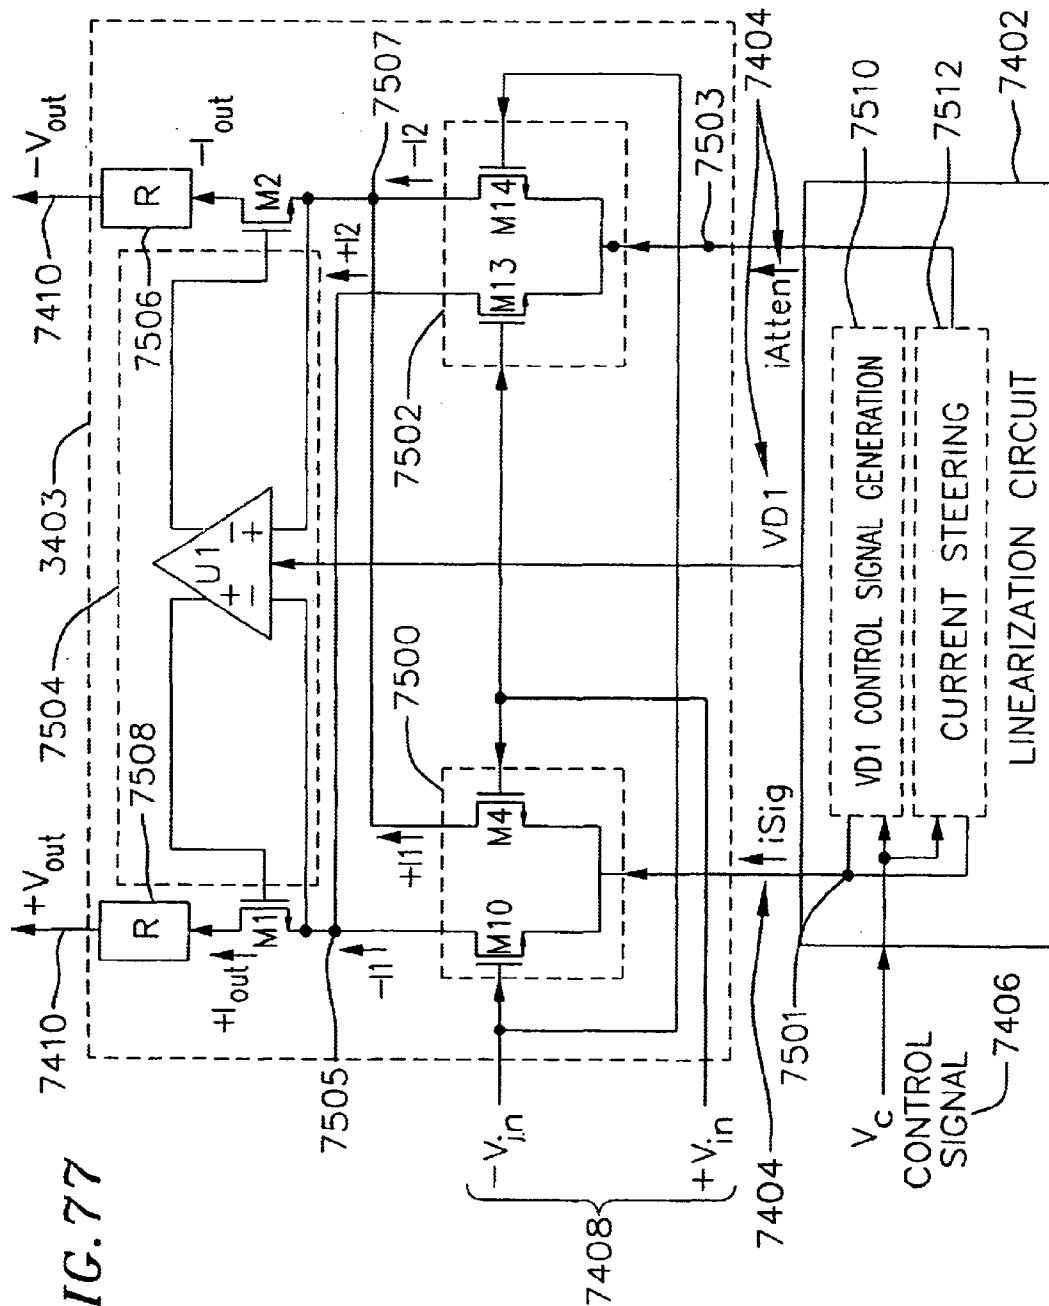 IG. 77
7410
+Vout
7504
3403
7410
-Vout
7508
R
R
7506
+Iout
-Iout
M1
M2
U1
+
-
-
+
7505
-I1
+I1
+I2
-I2
7507
7500
7502
M10
M4
M13
M14
-Vin
+Vin
7408
7404
iSig
VD1
iAtten
7503
7404
7501
VC
CONTROL
SIGNAL
7406
VD1 CONTROL SIGNAL GENERATION
CURRENT STEERING
LINEARIZATION CIRCUIT
7510
7512
7402